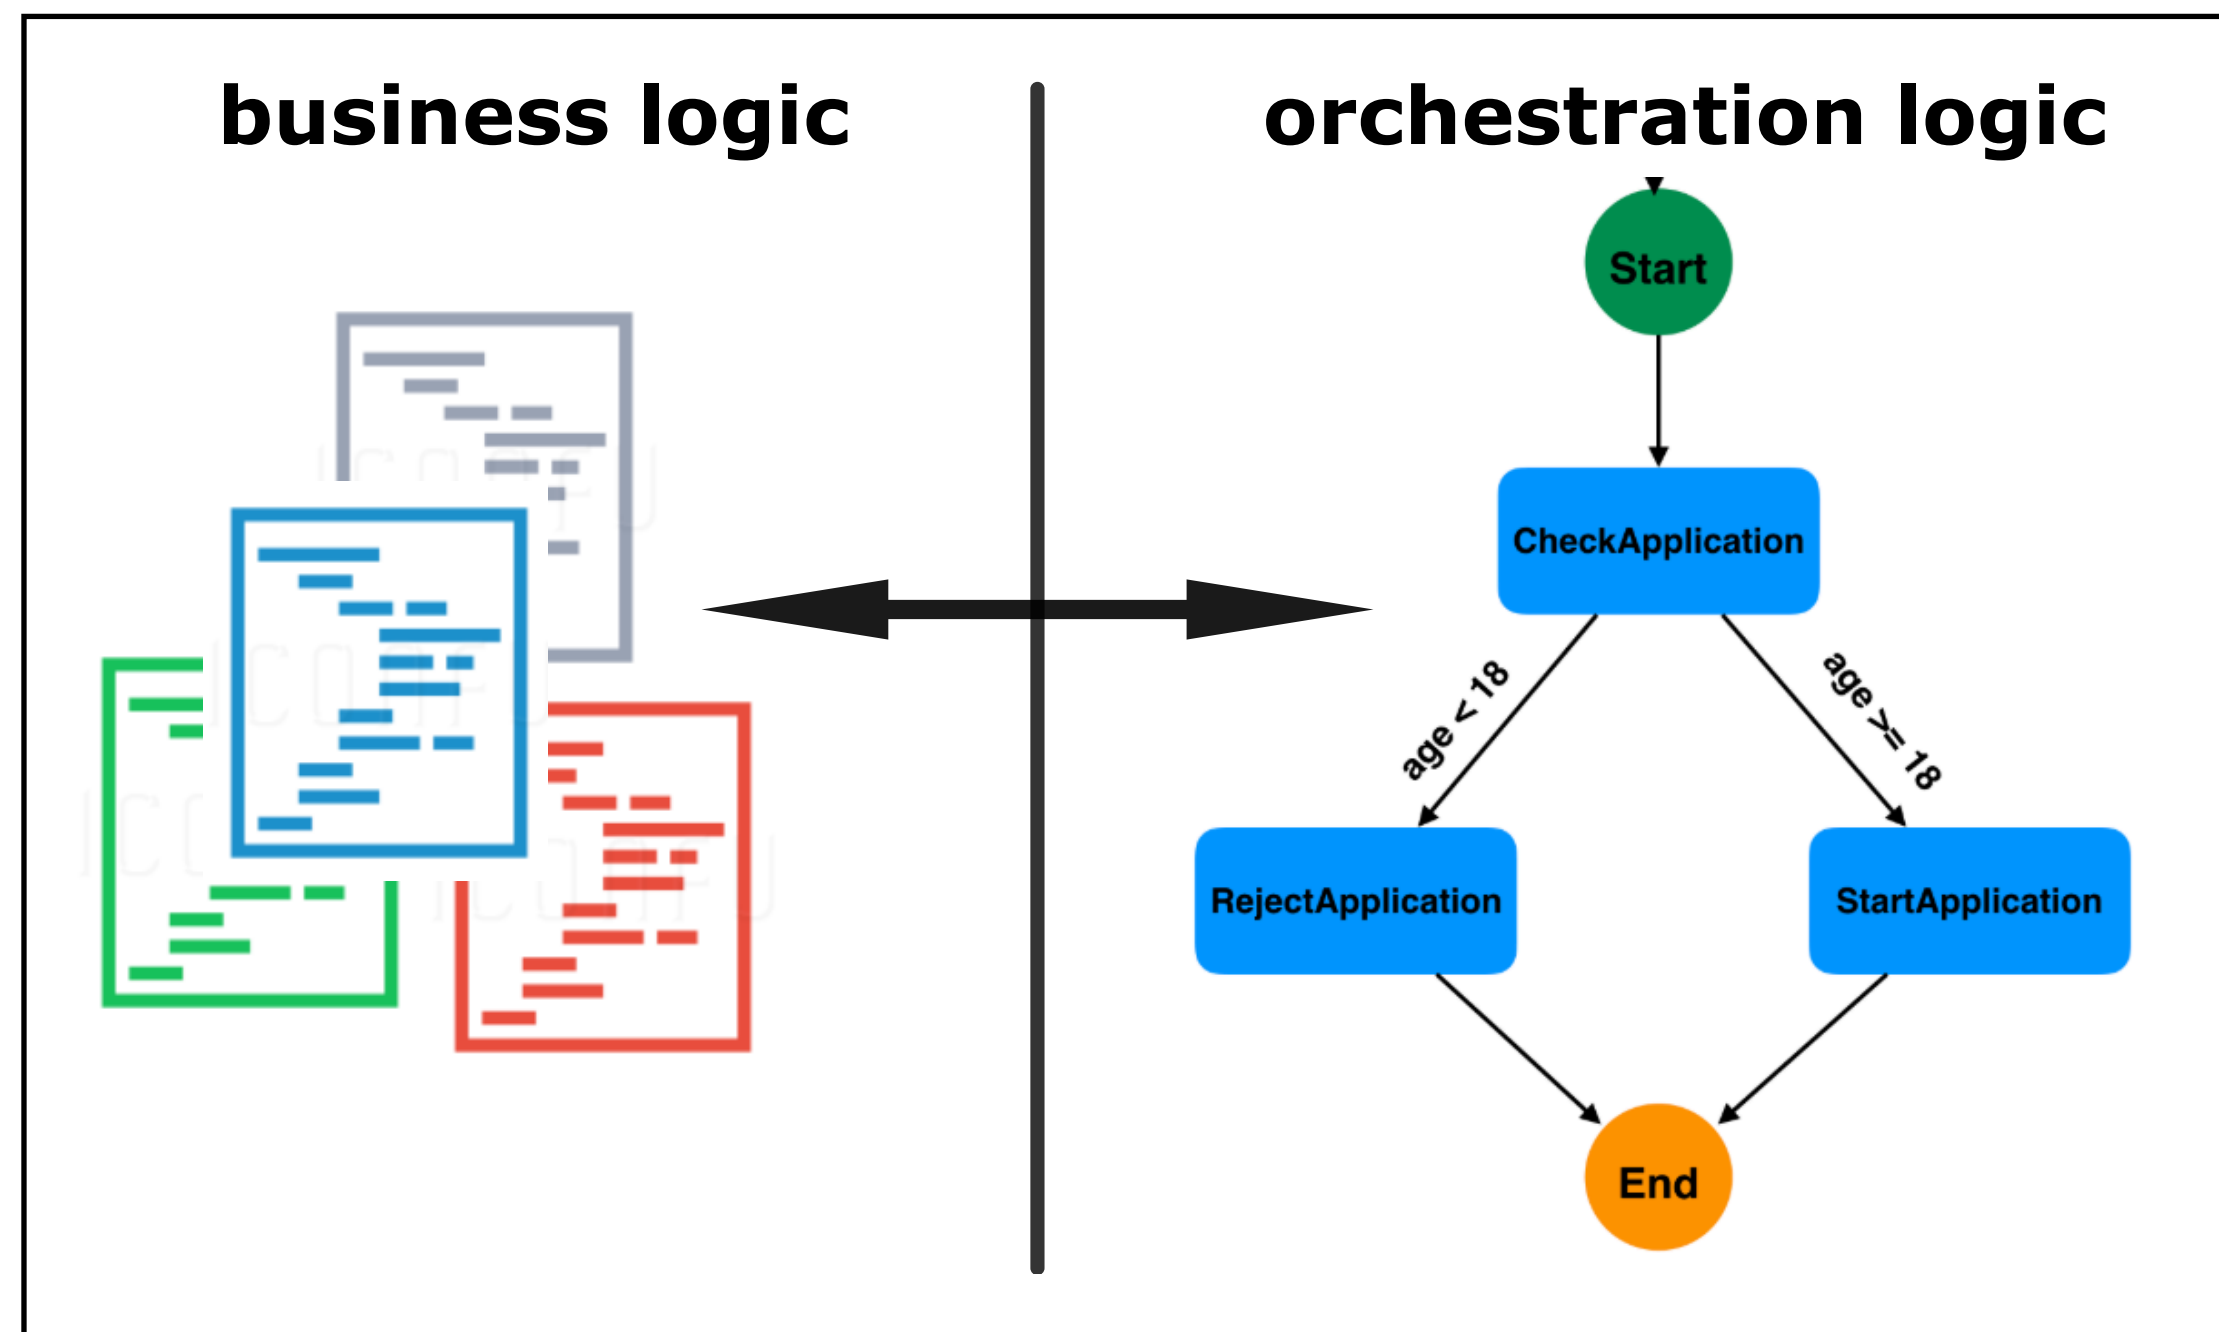 business logic
orchestration logic
Start
CheckApplication
age < 18
age >= 18
RejectApplication
StartApplication
End